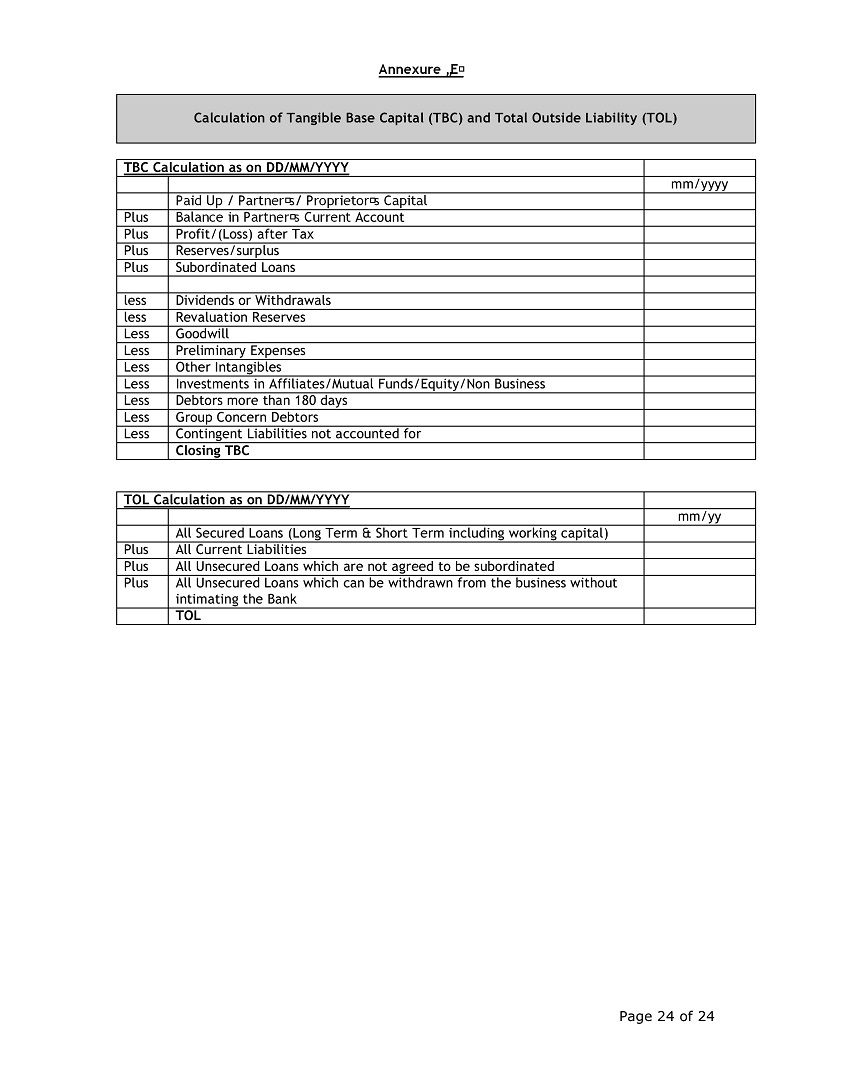 Annexure „E▫
Calculation of Tangible Base Capital (TBC) and Total Outside Liability (TOL)
TBC Calculation as on DD/MM/YYYY
mm/yyyy
Paid Up / Partner▫s/ Proprietor▫s Capital
Plus Balance in Partner▫s Current Account
Plus Profit/(Loss) after Tax
Plus Reserves/surplus
Plus Subordinated Loans
less Dividends or Withdrawals
less Revaluation Reserves
Less Goodwill
Less Preliminary Expenses
Less Other Intangibles
Less Investments in Affiliates/Mutual Funds/Equity/Non Business
Less Debtors more than 180 days
Less Group Concern Debtors
Less Contingent Liabilities not accounted for
Closing TBC
TOL Calculation as on DD/MM/YYYY
mm/yy
All Secured Loans (Long Term & Short Term including working capital)
Plus All Current Liabilities
Plus All Unsecured Loans which are not agreed to be subordinated
Plus All Unsecured Loans which can be withdrawn from the business without
intimating the Bank
TOL
Page 24 of 24